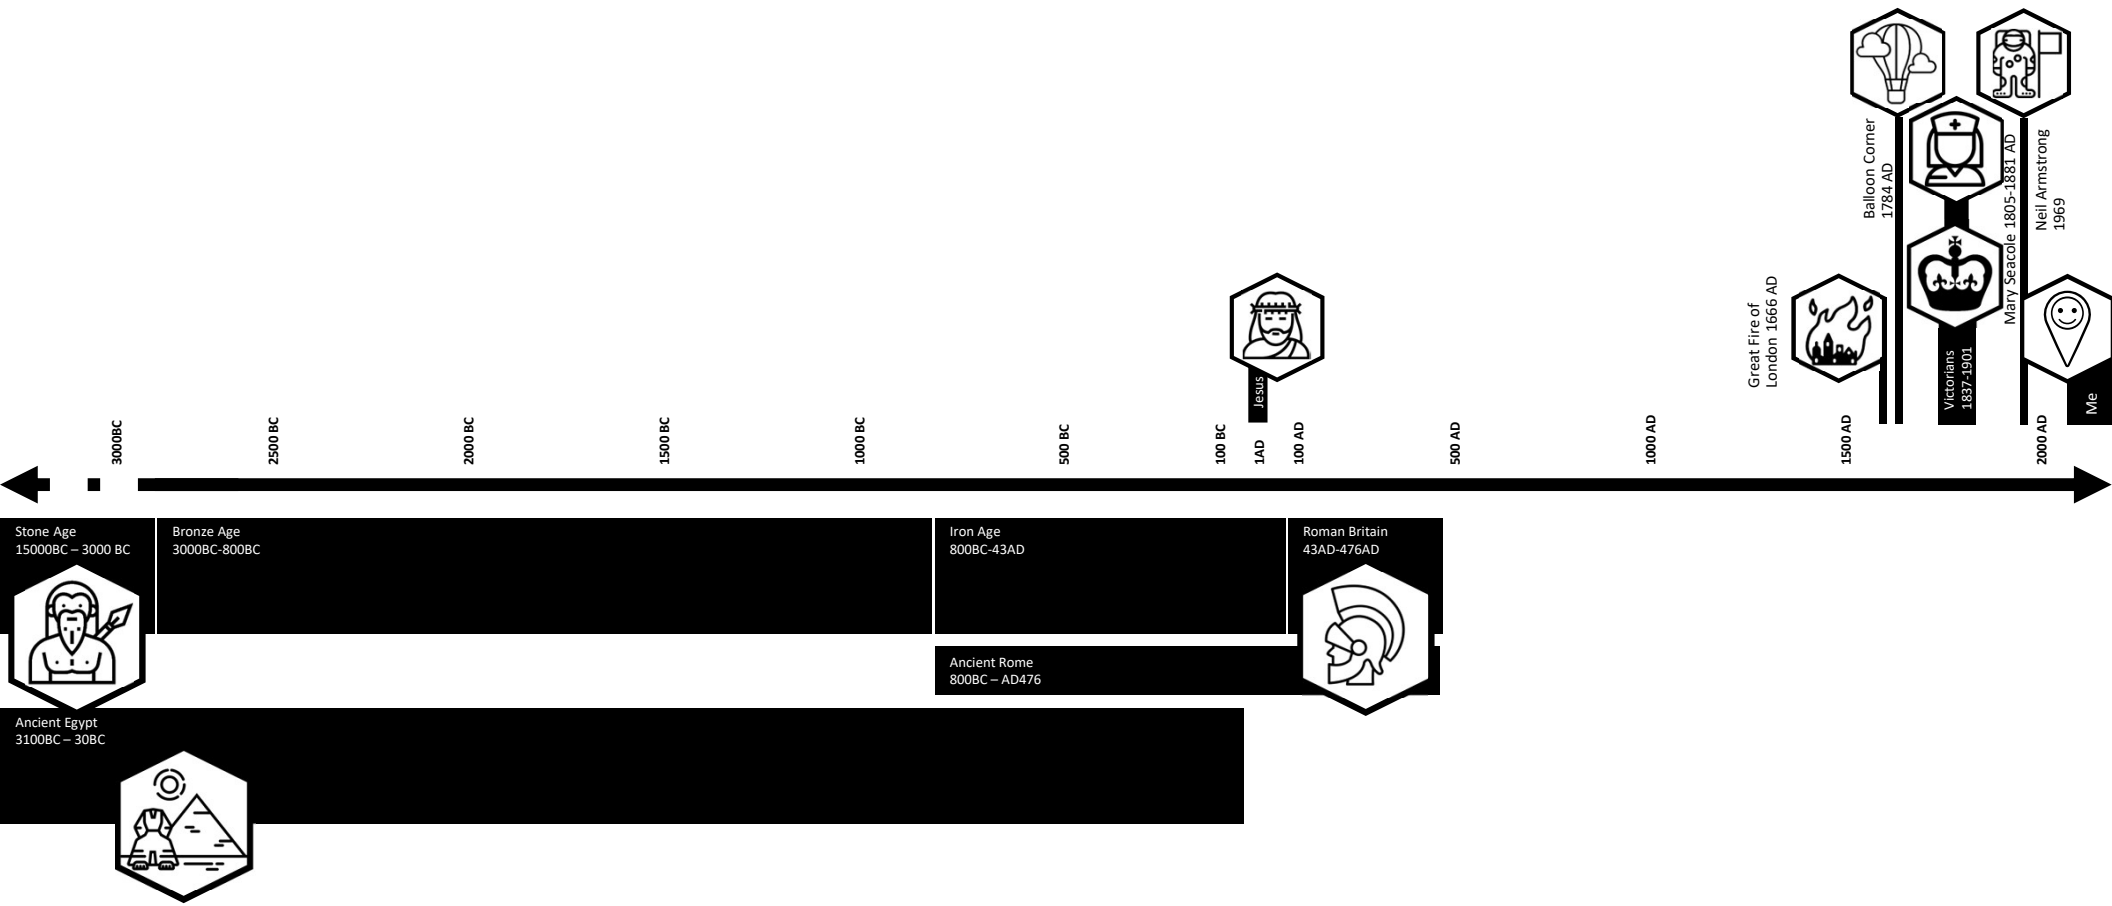 Balloon Corner
1784 AD
Mary Seacole 1805-1881 AD
Neil Armstrong
1969
Great Fire of
London 1666 AD
Victorians
1837-1901
Me
Jesus
3000BC
2500 BC
2000 BC
1500 BC
1000 BC
500 BC
100 BC
1AD
100 AD
500 AD
1000 AD
1500 AD
2000 AD
Stone Age
15000BC – 3000 BC
Bronze Age
3000BC-800BC
Iron Age
800BC-43AD
Roman Britain
43AD-476AD
Ancient Rome
800BC – AD476
Ancient Egypt
3100BC – 30BC